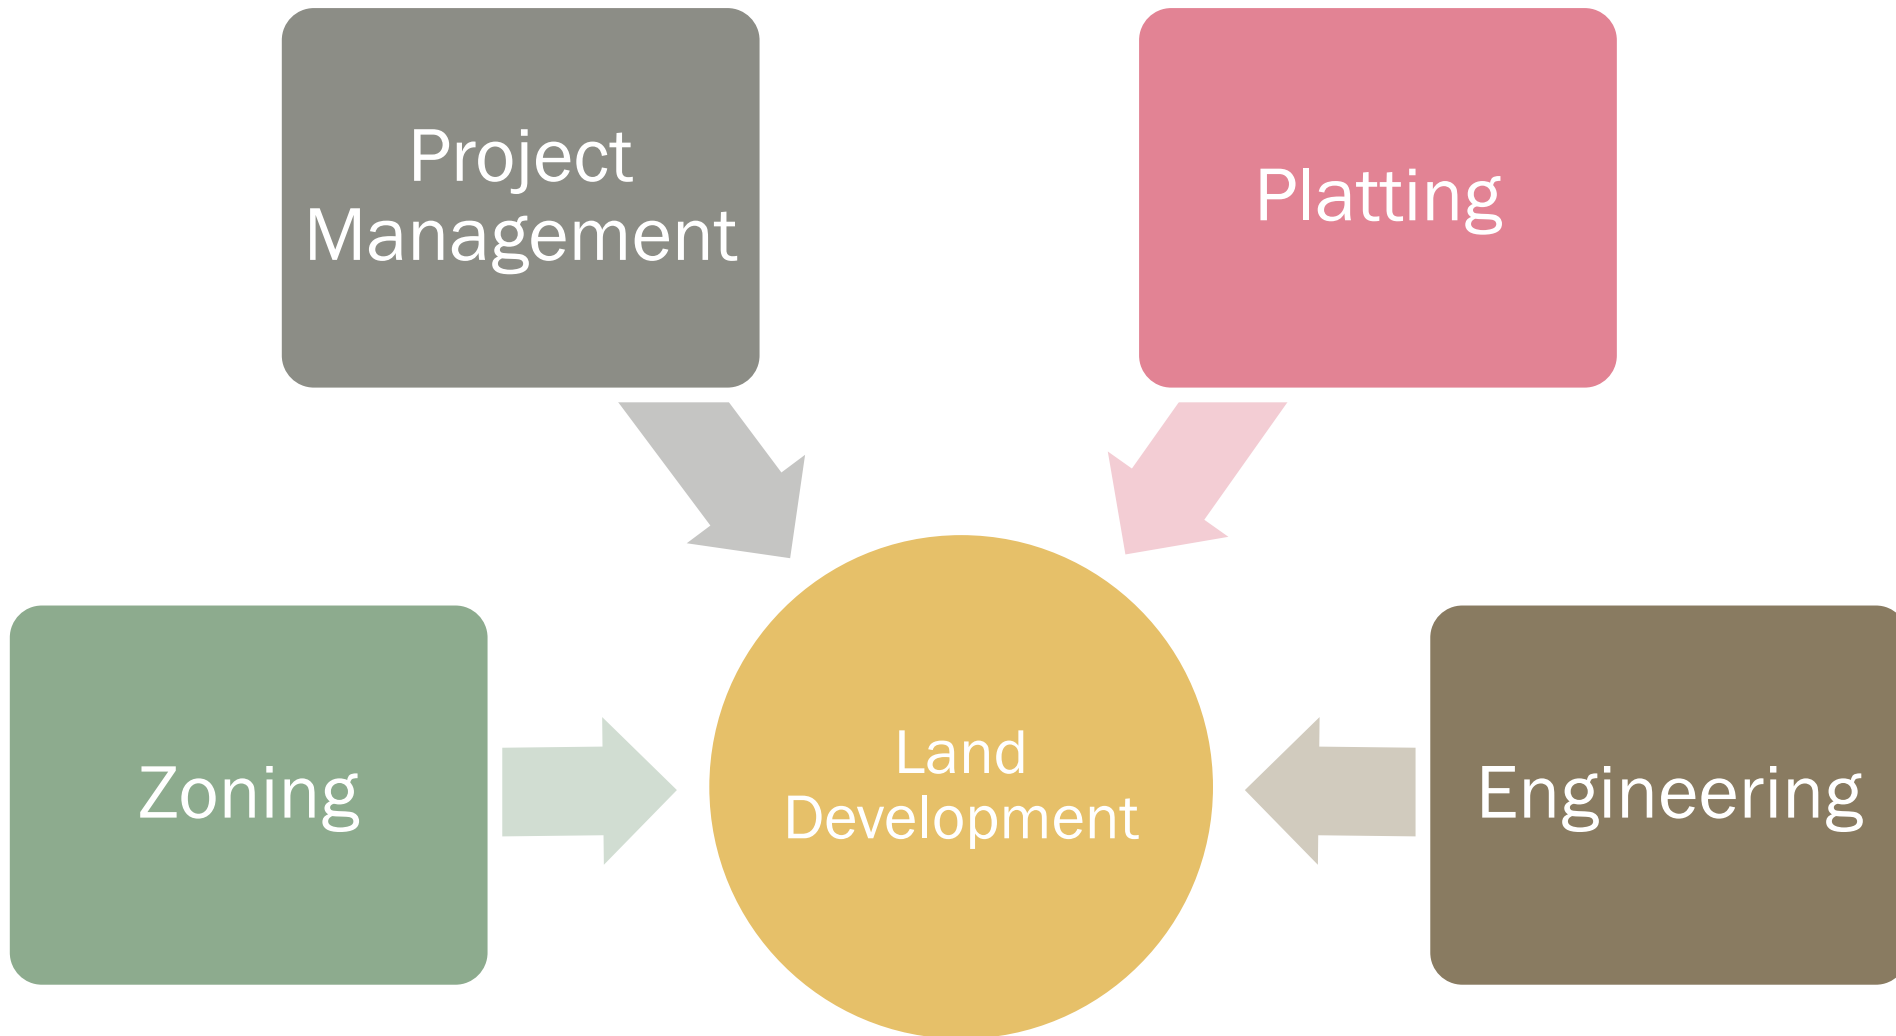 Project
Management
Platting
Zoning
Land
Development
Engineering